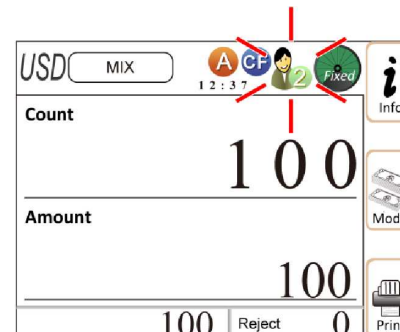 USD MIX A CF 2 Fixed
12:37
Info
Count
100
Mod
Amount
100
100 Reject 0 Prin